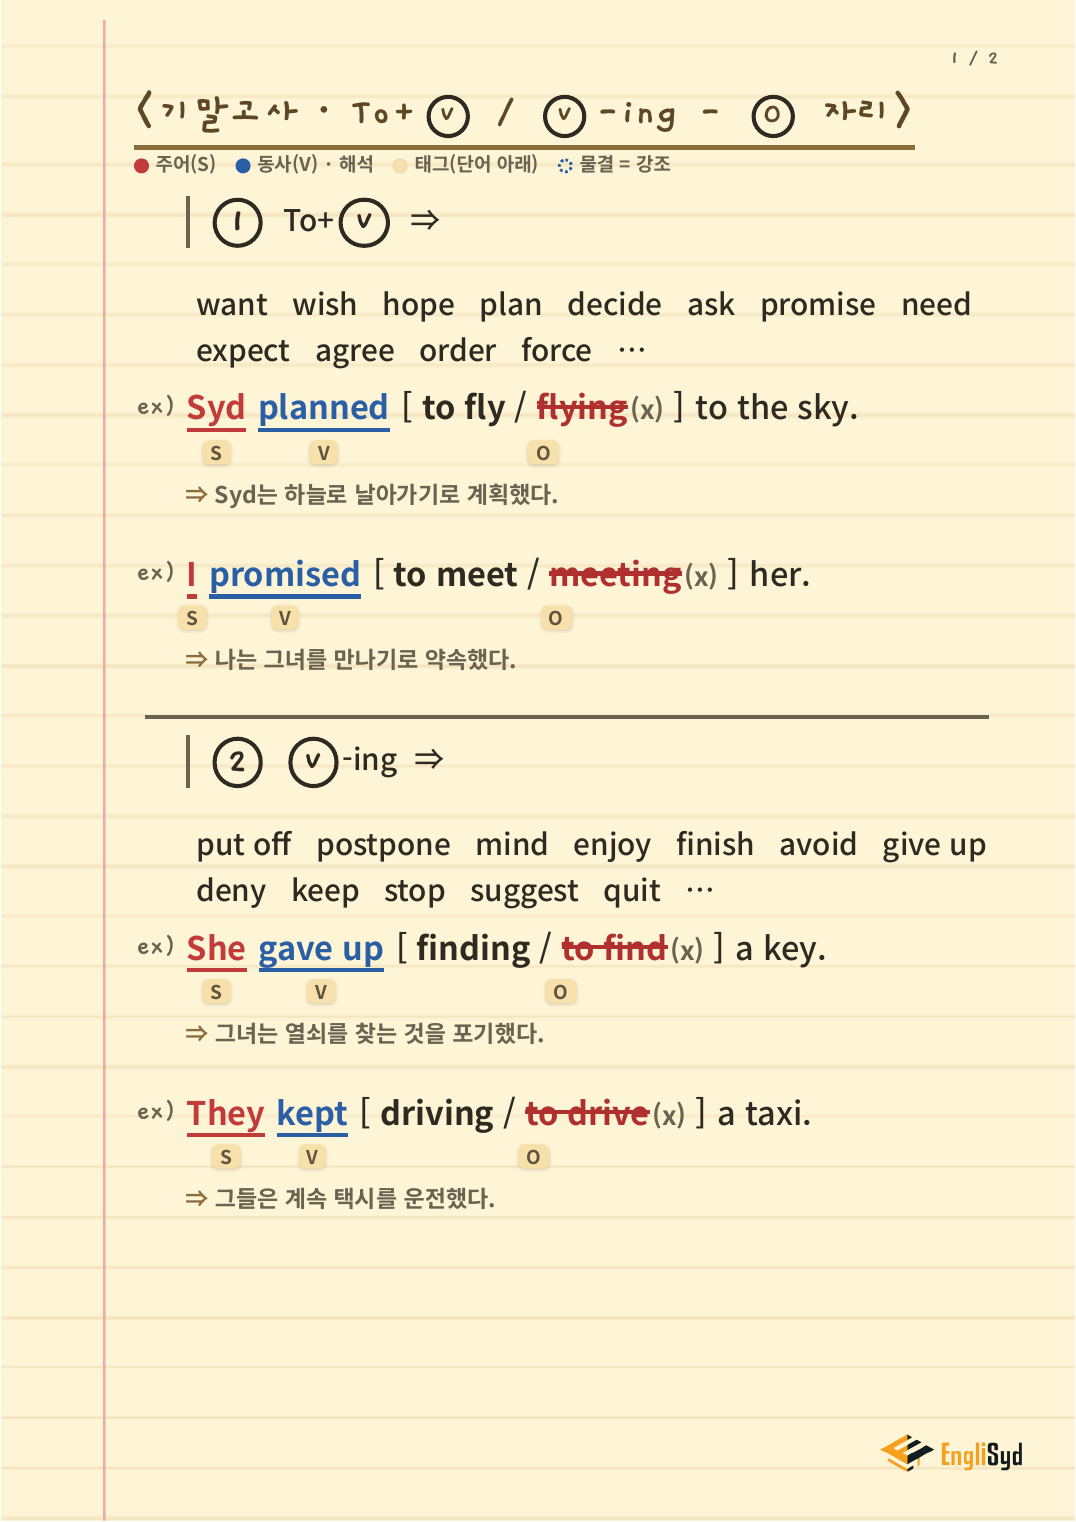 1 / 2
〈기말고사 · To+ⓥ / ⓥ-ing - ⓞ 자리〉
주어(S) 동사(V) · 해석 태그(단어 아래) 물결 = 강조
① To+ⓥ ⇒
want wish hope plan decide ask promise need
expect agree order force ⋯
ex) Syd planned [ to fly / flying(x) ] to the sky.
S V O
⇒ Syd는 하늘로 날아가기로 계획했다.
ex) I promised [ to meet / meeting(x) ] her.
S V O
⇒ 나는 그녀를 만나기로 약속했다.
② ⓥ-ing ⇒
put off postpone mind enjoy finish avoid give up
deny keep stop suggest quit ⋯
ex) She gave up [ finding / to find(x) ] a key.
S V O
⇒ 그녀는 열쇠를 찾는 것을 포기했다.
ex) They kept [ driving / to drive(x) ] a taxi.
S V O
⇒ 그들은 계속 택시를 운전했다.
EngliSyd